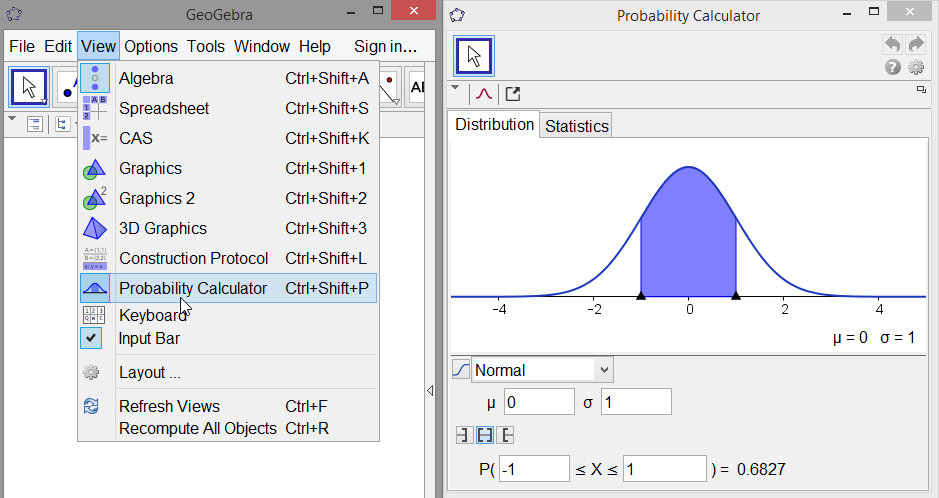 GeoGebra
File Edit View Options Tools Window Help Sign in...
Algebra Ctrl+Shift+A
Spreadsheet Ctrl+Shift+S
CAS Ctrl+Shift+K
Graphics Ctrl+Shift+1
Graphics 2 Ctrl+Shift+2
3D Graphics Ctrl+Shift+3
Construction Protocol Ctrl+Shift+L
Probability Calculator Ctrl+Shift+P
Keyboard
Input Bar
Layout ...
Refresh Views Ctrl+F
Recompute All Objects Ctrl+R
Probability Calculator
Distribution Statistics
-4 -2 0 2 4
μ = 0 σ = 1
Normal
μ 0 σ 1
P( -1 ≤ X ≤ 1 ) = 0.6827